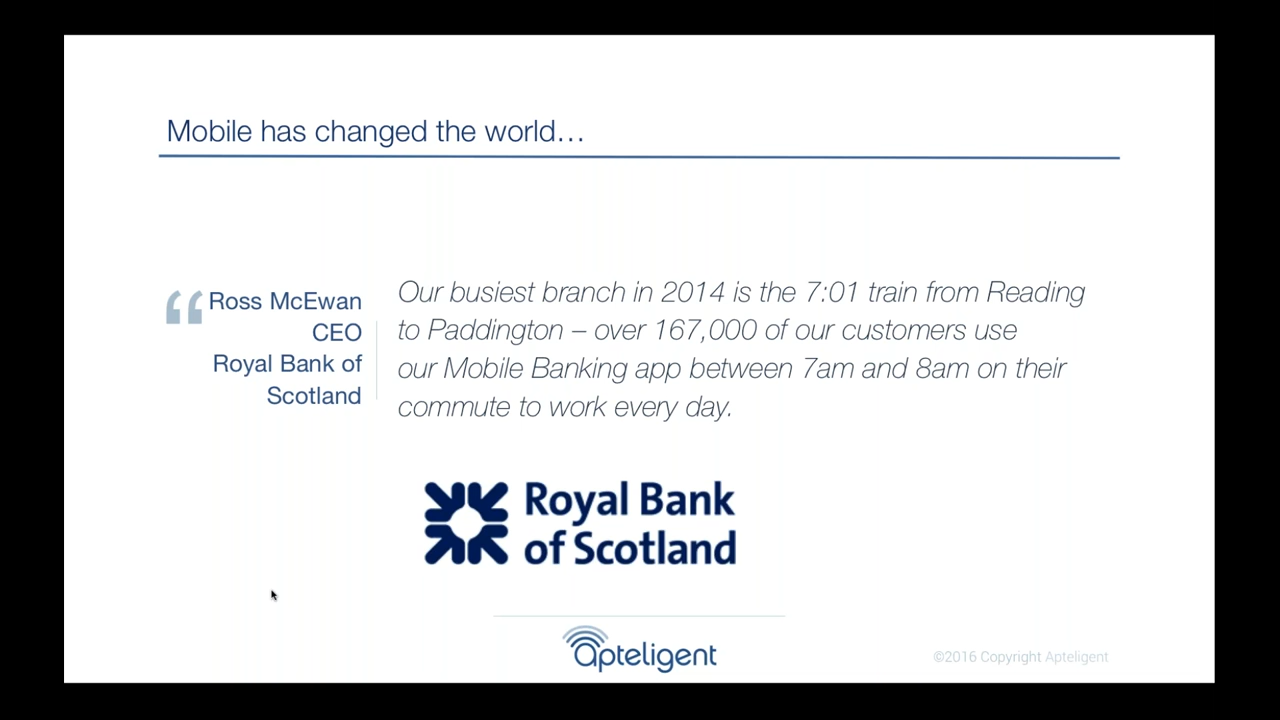 Mobile has changed the world…
“
Ross McEwan
CEO
Royal Bank of
Scotland
Our busiest branch in 2014 is the 7:01 train from Reading
to Paddington – over 167,000 of our customers use
our Mobile Banking app between 7am and 8am on their
commute to work every day.
Royal Bank
of Scotland
apteligent
©2016 Copyright Apteligent